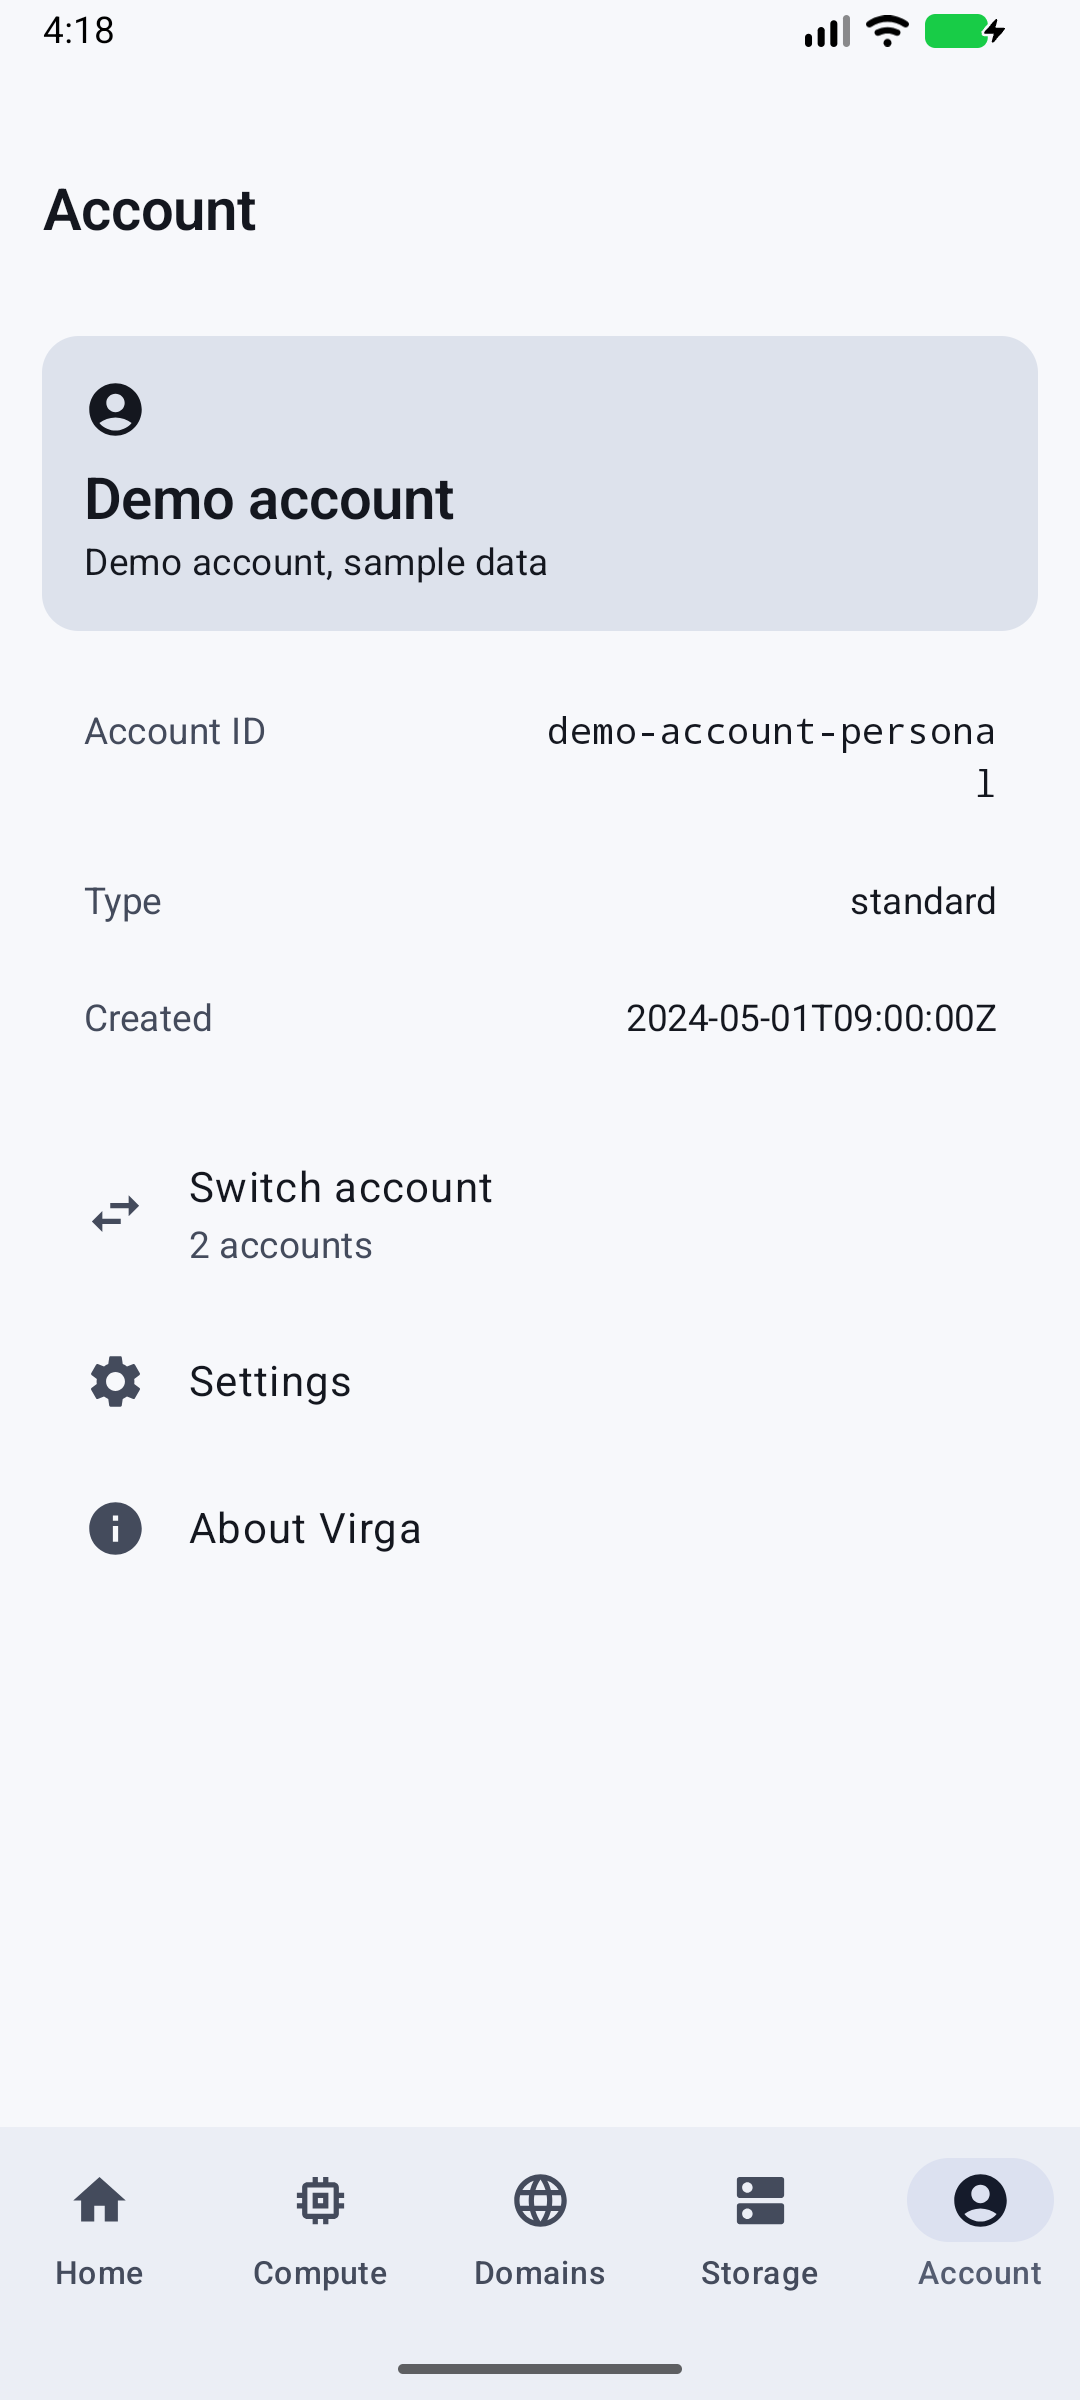 4:18
Account
Demo account
Demo account, sample data
Account ID
demo-account-persona
l
Type
standard
Created
2024-05-01T09:00:00Z
Switch account
2 accounts
Settings
About Virga
Home
Compute
Domains
Storage
Account